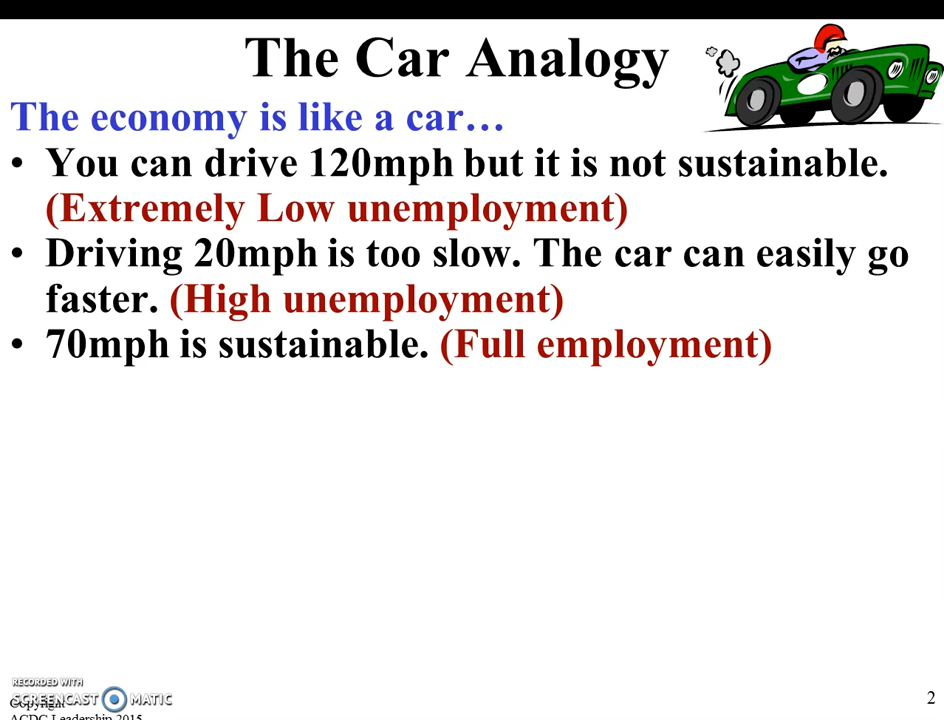 The Car Analogy
The economy is like a car…
• You can drive 120mph but it is not sustainable.
(Extremely Low unemployment)
• Driving 20mph is too slow. The car can easily go
faster. (High unemployment)
• 70mph is sustainable. (Full employment)
RECORDED WITH
SCREENCAST MATIC
Copyright
ACDC Leadership 2015
2